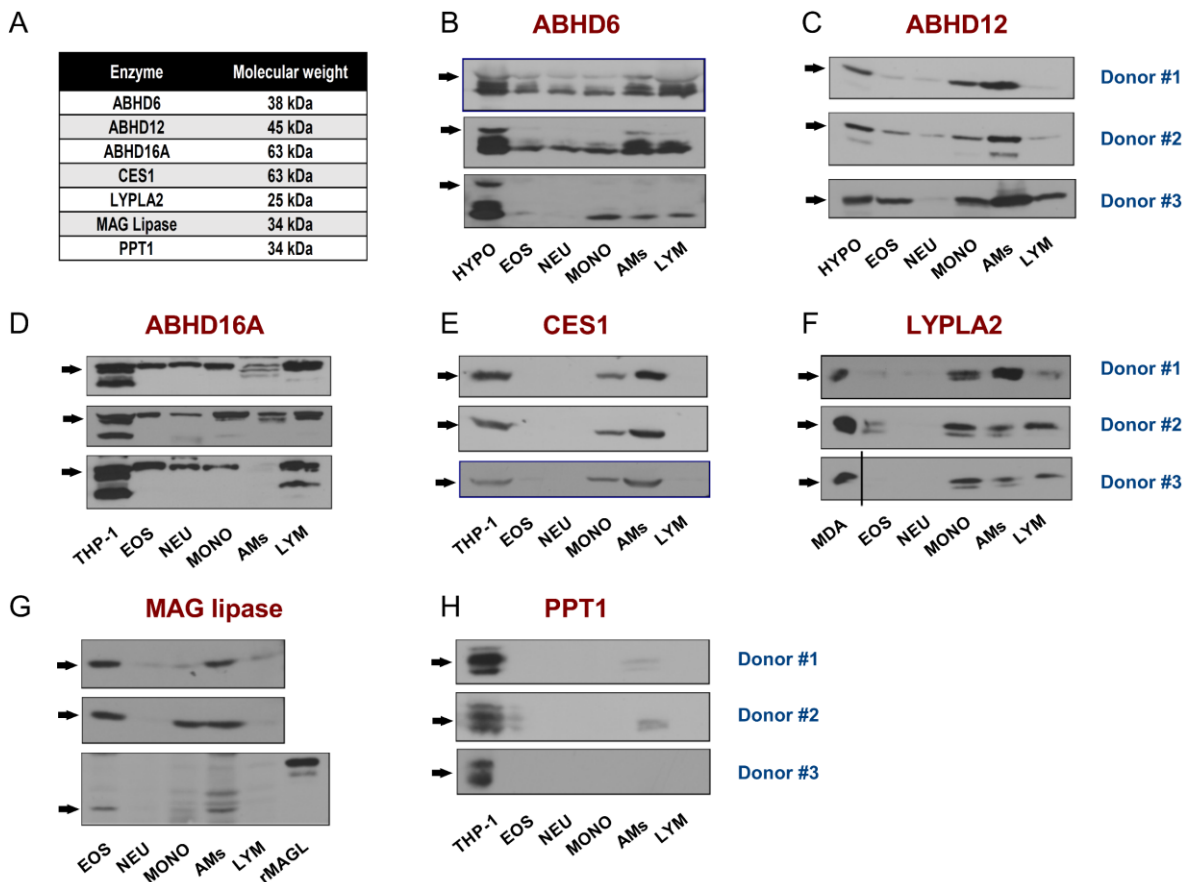 A
Enzyme Molecular weight
ABHD6 38 kDa
ABHD12 45 kDa
ABHD16A 63 kDa
CES1 63 kDa
LYPLA2 25 kDa
MAG Lipase 34 kDa
PPT1 34 kDa
B ABHD6
HYPO EOS NEU MONO AMs LYM
C ABHD12
Donor #1
Donor #2
Donor #3
HYPO EOS NEU MONO AMs LYM
D ABHD16A
THP-1 EOS NEU MONO AMs LYM
E CES1
THP-1 EOS NEU MONO AMs LYM
F LYPLA2
Donor #1
Donor #2
Donor #3
MDA EOS NEU MONO AMs LYM
G MAG lipase
EOS NEU MONO AMs LYM rMAGL
H PPT1
Donor #1
Donor #2
Donor #3
THP-1 EOS NEU MONO AMs LYM